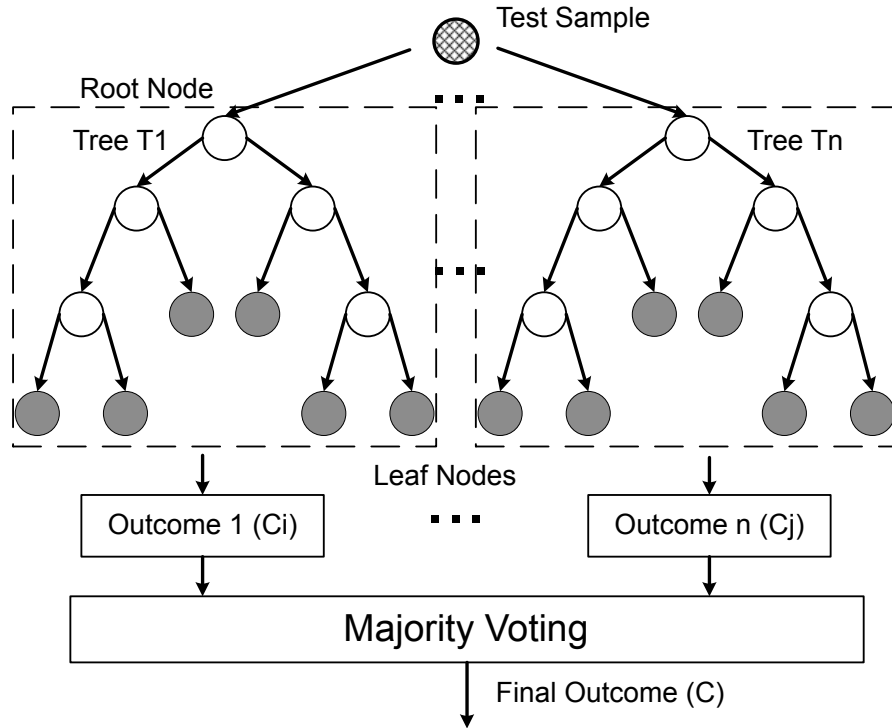 Test Sample
Root Node
Tree T1
Tree Tn
Leaf Nodes
Outcome 1 (Ci)
Outcome n (Cj)
Majority Voting
Final Outcome (C)